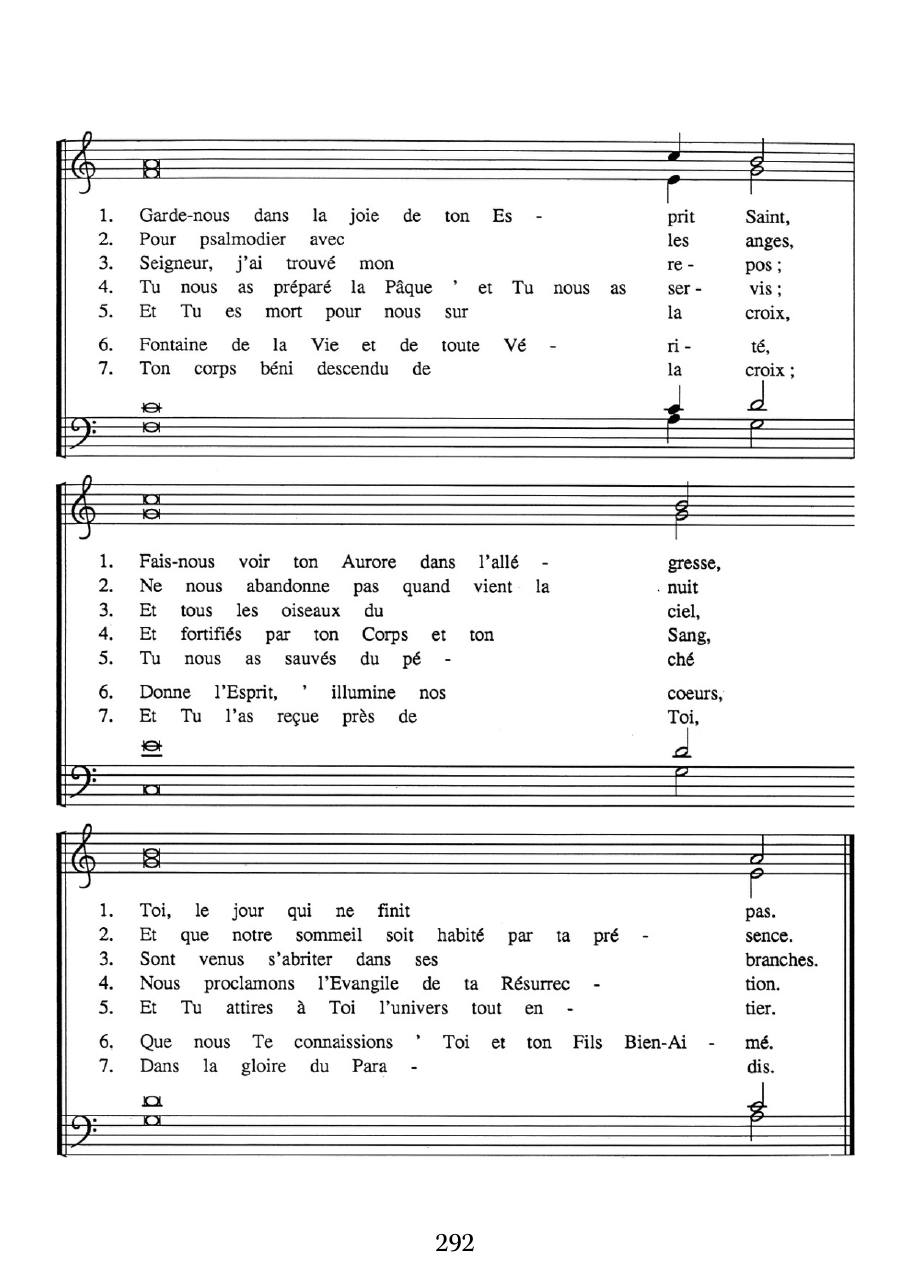 1. Garde-nous dans la joie de ton Es - prit Saint,
2. Pour psalmodier avec les anges,
3. Seigneur, j'ai trouvé mon re - pos ;
4. Tu nous as préparé la Pâque ' et Tu nous as ser - vis ;
5. Et Tu es mort pour nous sur la croix,
6. Fontaine de la Vie et de toute Vé - ri - té,
7. Ton corps béni descendu de la croix ;
1. Fais-nous voir ton Aurore dans l'allé - gresse,
2. Ne nous abandonne pas quand vient la nuit
3. Et tous les oiseaux du ciel,
4. Et fortifiés par ton Corps et ton Sang,
5. Tu nous as sauvés du pé - ché
6. Donne l'Esprit, ' illumine nos coeurs,
7. Et Tu l'as reçue près de Toi,
1. Toi, le jour qui ne finit pas.
2. Et que notre sommeil soit habité par ta pré - sence.
3. Sont venus s'abriter dans ses branches.
4. Nous proclamons l'Evangile de ta Résurrec - tion.
5. Et Tu attires à Toi l'univers tout en - tier.
6. Que nous Te connaissions ' Toi et ton Fils Bien-Ai - mé.
7. Dans la gloire du Para - dis.
292